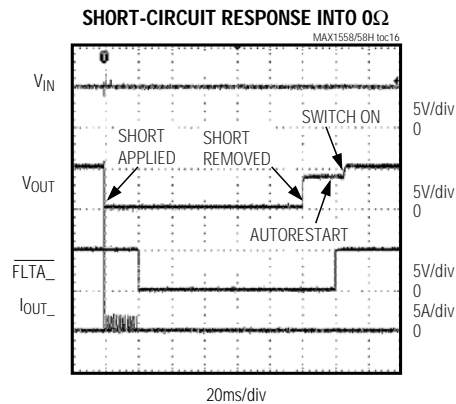 SHORT-CIRCUIT RESPONSE INTO 0Ω
MAX1558/58H toc16
VIN
5V/div
0
SWITCH ON
SHORT
APPLIED
SHORT
REMOVED
VOUT
5V/div
0
AUTORESTART
FLTA_
5V/div
0
IOUT_
5A/div
0
20ms/div